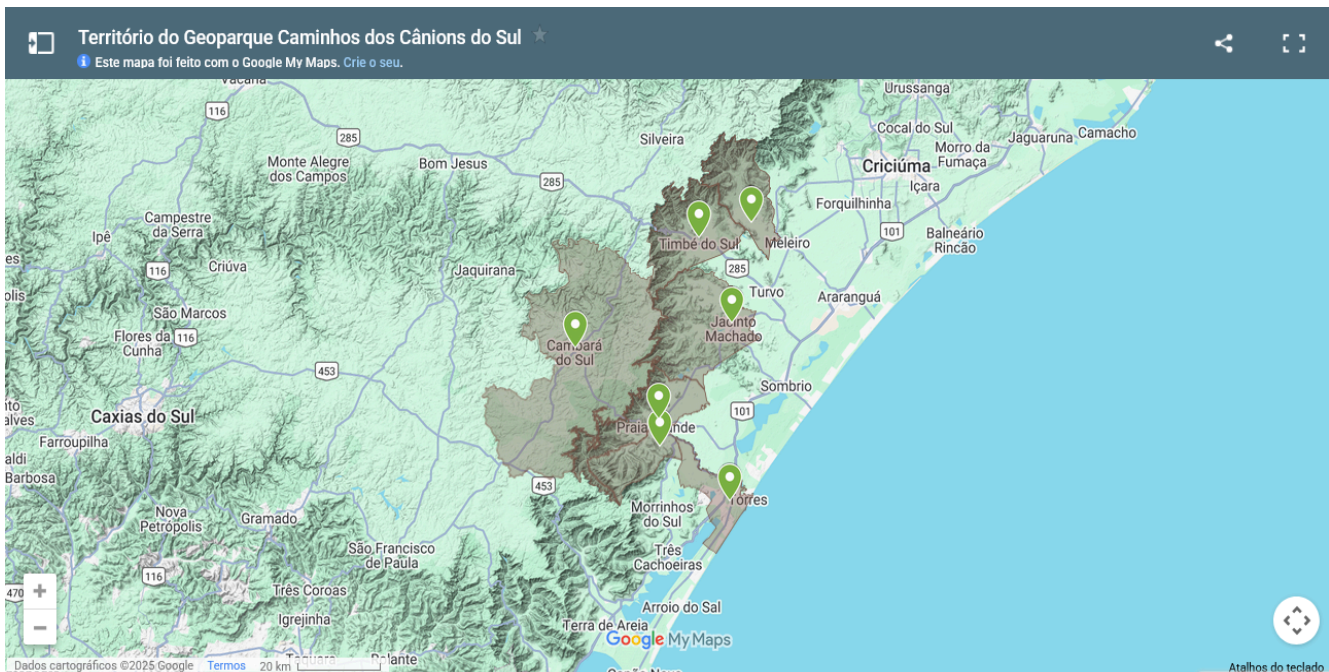 Território do Geoparque Caminhos dos Cânions do Sul
Este mapa foi feito com o Google My Maps. Crie o seu.
Vacaria
Urussanga
116
285
Silveira
Cocal do Sul
Jaguaruna
Camacho
Monte Alegre
dos Campos
Bom Jesus
Morro da
Fumaça
Criciúma
Içara
285
Forquilhinha
Campestre
da Serra
Ipê
101
Balneário
Rincão
Timbé do Sul
Meleiro
116
Criúva
Jaquirana
285
Turvo
Araranguá
São Marcos
Jacinto
Machado
Flores da
Cunha
116
Cambará
do Sul
453
Sombrio
Caxias do Sul
101
Praia Grande
Farroupilha
Barbosa
453
Torres
Nova
Petrópolis
Gramado
Morrinhos
do Sul
São Francisco
de Paula
Três
Cachoeiras
116
470
Três Coroas
Arroio do Sal
Igrejinha
Terra de Areia
Google My Maps
Rolante
Dados cartográficos ©2025 Google
Termos
20 km
Atalhos do teclado